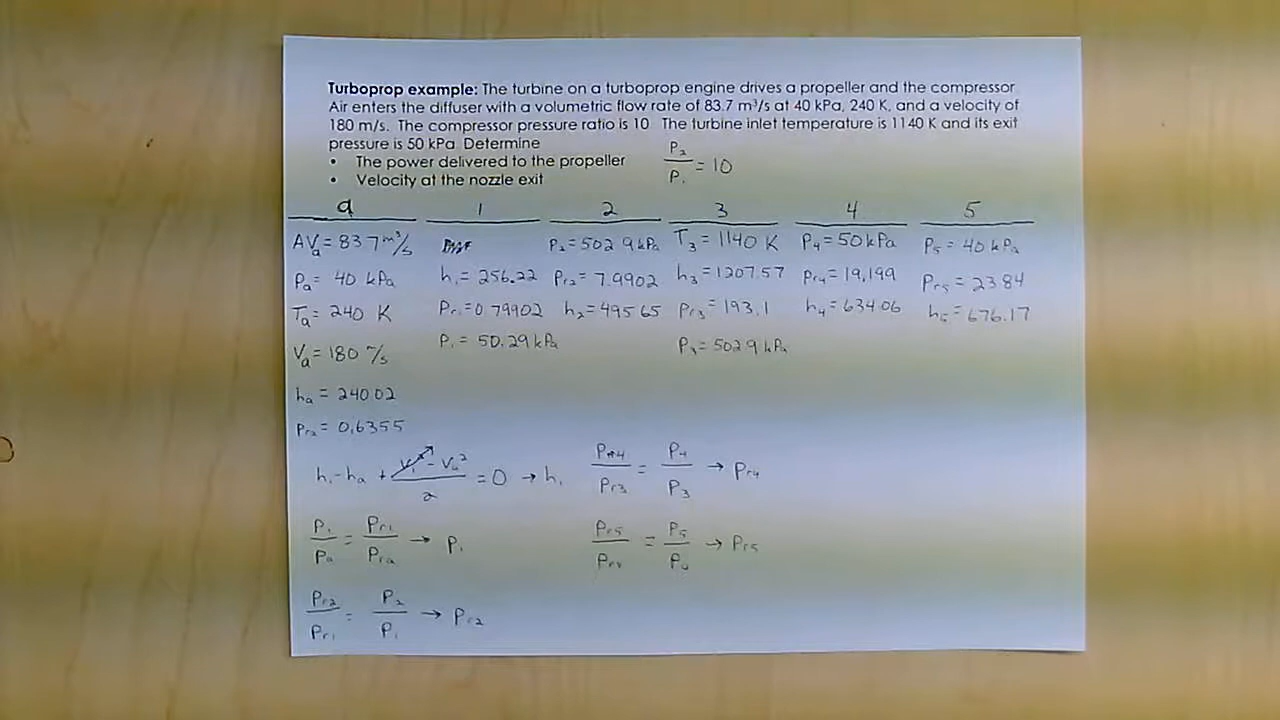 Turboprop example: The turbine on a turboprop engine drives a propeller and the compressor
Air enters the diffuser with a volumetric flow rate of 83.7 m³/s at 40 kPa, 240 K, and a velocity of
180 m/s. The compressor pressure ratio is 10 The turbine inlet temperature is 1140 K and its exit
pressure is 50 kPa Determine
• The power delivered to the propeller
• Velocity at the nozzle exit
P₂/P₁ = 10
a 1 2 3 4 5
AVₐ = 83.7 m³/s P₂ = 502.9 kPa T₃ = 1140 K P₄ = 50 kPa P₅ = 40 kPa
Pₐ = 40 kPa h₁ = 256.22 Pr₂ = 7.9902 h₃ = 1207.57 Pr₄ = 19.199 Pr₅ = 23.84
Tₐ = 240 K Pr₁ = 0.79902 h₂ = 495.65 Pr₃ = 193.1 h₄ = 634.06 h₅ = 676.17
Vₐ = 180 m/s P₁ = 50.29 kPa P₃ = 502.9 kPa
hₐ = 240.02
Prₐ = 0.6355
h₁ - hₐ + (V₁² - Vₐ²)/2 = 0 → h₁ Pr₄/Pr₃ = P₄/P₃ → Pr₄
P₁/Pₐ = Pr₁/Prₐ → P₁ Pr₅/Pr₄ = P₅/P₄ → Pr₅
Pr₂/Pr₁ = P₂/P₁ → Pr₂